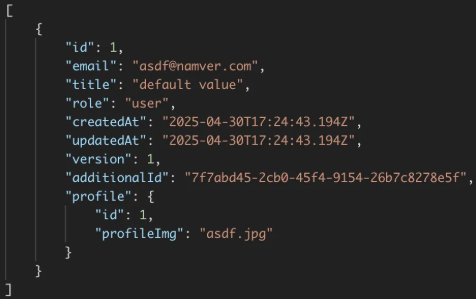 [
    {
        "id": 1,
        "email": "asdf@namver.com",
        "title": "default value",
        "role": "user",
        "createdAt": "2025-04-30T17:24:43.194Z",
        "updatedAt": "2025-04-30T17:24:43.194Z",
        "version": 1,
        "additionalId": "7f7abd45-2cb0-45f4-9154-26b7c8278e5f",
        "profile": {
            "id": 1,
            "profileImg": "asdf.jpg"
        }
    }
]